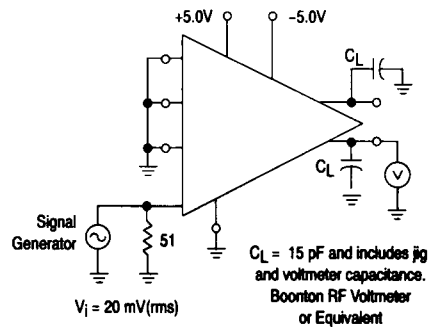 +5.0V
–5.0V
CL
CL
V
Signal
Generator
51
Vi = 20 mV(rms)
CL = 15 pF and includes jig
and voltmeter capacitance.
Boonton RF Voltmeter
or Equivalent